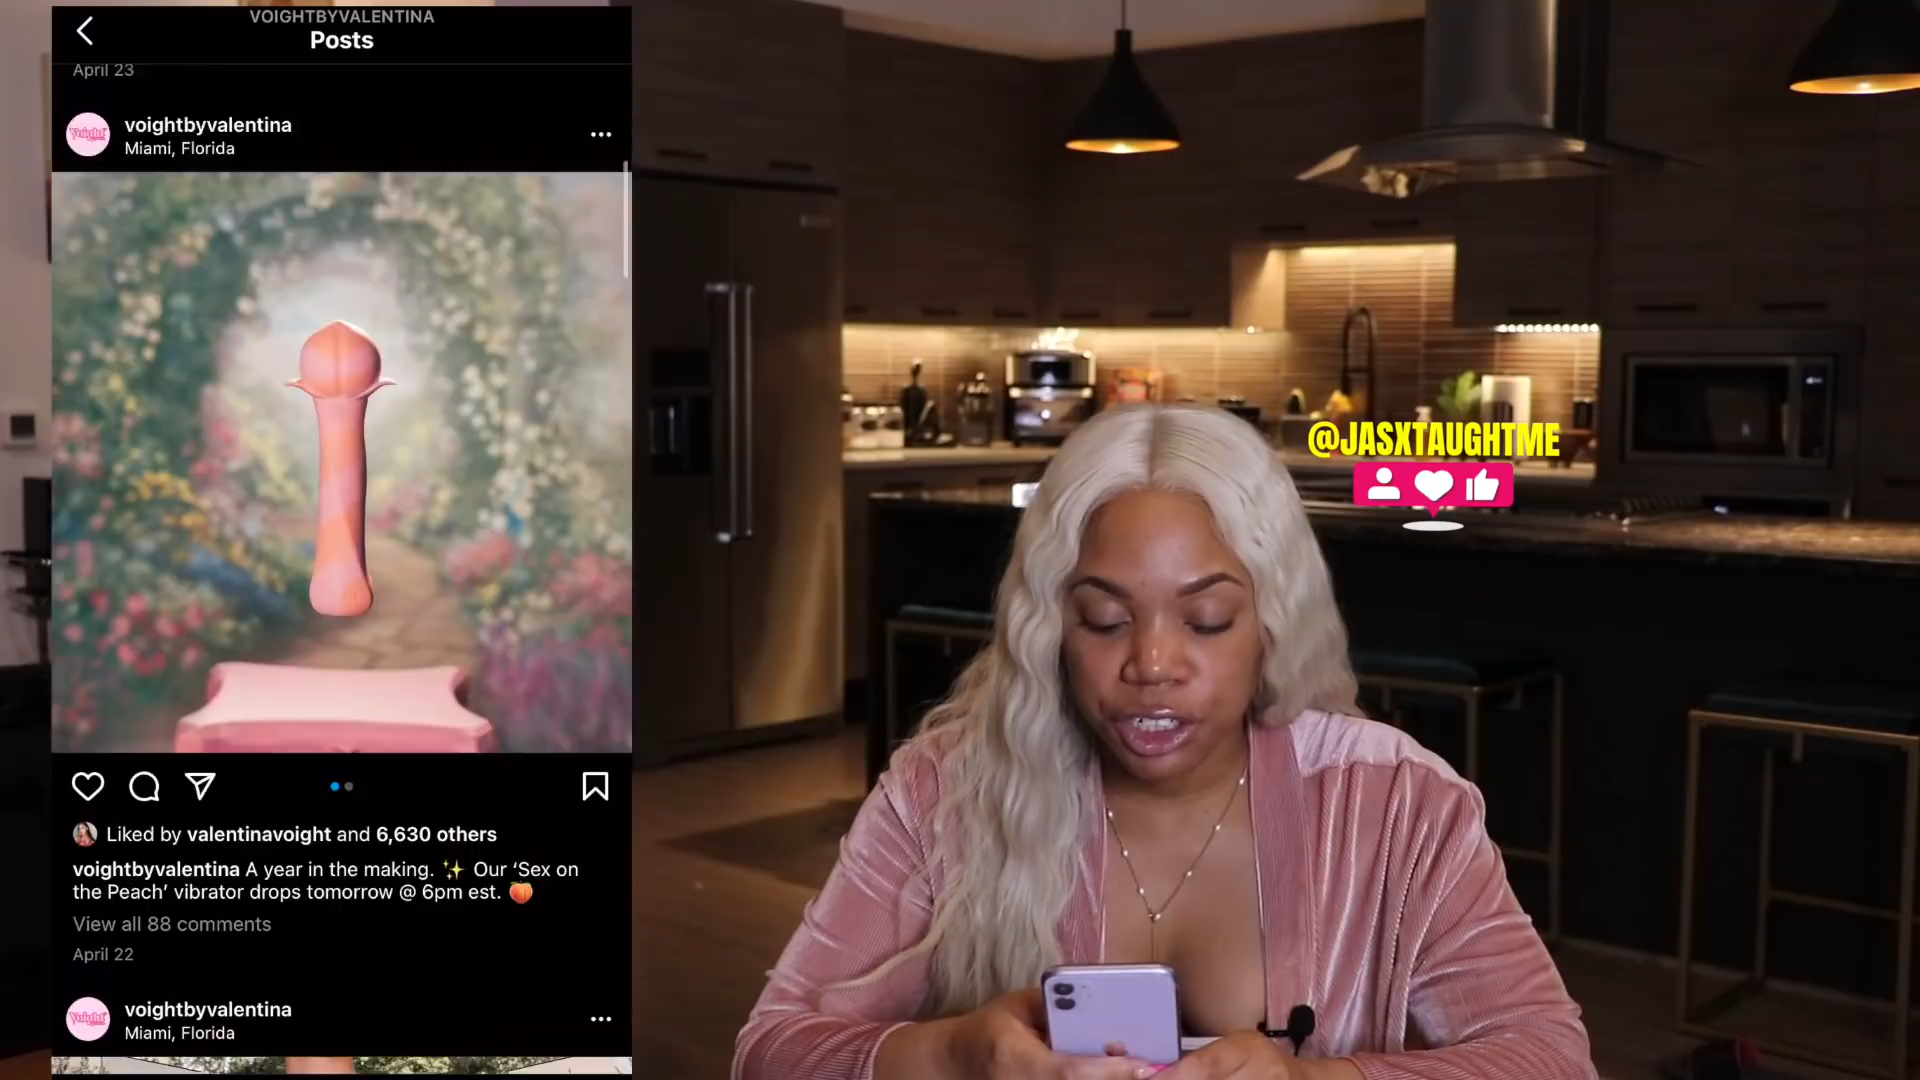 VOIGHTBYVALENTINA
Posts
April 23
voightbyvalentina
Miami, Florida
Liked by valentinavoight and 6,630 others
voightbyvalentina A year in the making. ✨ Our ‘Sex on
the Peach’ vibrator drops tomorrow @ 6pm est. 🍑
View all 88 comments
April 22
voightbyvalentina
Miami, Florida
@JASXTAUGHTME